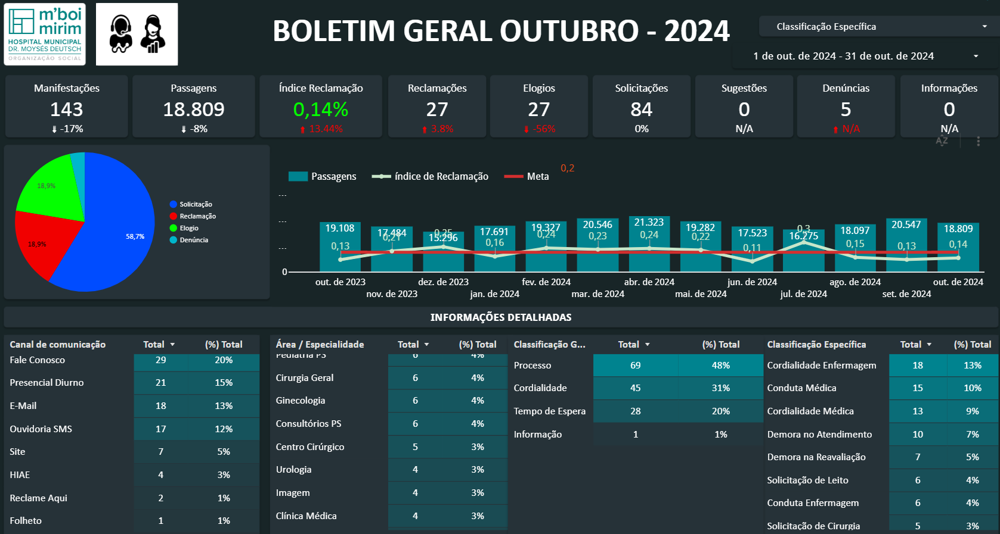 m'boi
mirim
HOSPITAL MUNICIPAL
DR. MOYSÉS DEUTSCH
ORGANIZAÇÃO SOCIAL
BOLETIM GERAL OUTUBRO - 2024
Classificação Específica
1 de out. de 2024 - 31 de out. de 2024
Manifestações
143
-17%
Passagens
18.809
-8%
Índice Reclamação
0,14%
13.44%
Reclamações
27
3.8%
Elogios
27
-56%
Solicitações
84
0%
Sugestões
0
N/A
Denúncias
5
N/A
Informações
0
N/A
AZ
18,9%
18,9%
58,7%
Solicitação
Reclamação
Elogio
Denúncia
Passagens índice de Reclamação Meta 0,2
---
---
---
0
19.108 17.484 15.296 17.691 19.327 20.546 21.323 19.282 17.523 16.275 18.097 20.547 18.809
0,13 0,21 0,25 0,16 0,24 0,23 0,24 0,22 0,11 0,3 0,15 0,13 0,14
out. de 2023 nov. de 2023 dez. de 2023 jan. de 2024 fev. de 2024 mar. de 2024 abr. de 2024 mai. de 2024 jun. de 2024 jul. de 2024 ago. de 2024 set. de 2024 out. de 2024
INFORMAÇÕES DETALHADAS
Canal de comunicação Total (%) Total
Fale Conosco 29 20%
Presencial Diurno 21 15%
E-Mail 18 13%
Ouvidoria SMS 17 12%
Site 7 5%
HIAE 4 3%
Reclame Aqui 2 1%
Folheto 1 1%
Área / Especialidade Total (%) Total
Pediatria PS 6 4%
Cirurgia Geral 6 4%
Ginecologia 6 4%
Consultórios PS 6 4%
Centro Cirúrgico 5 3%
Urologia 4 3%
Imagem 4 3%
Clínica Médica 4 3%
Classificação G... Total (%) Total
Processo 69 48%
Cordialidade 45 31%
Tempo de Espera 28 20%
Informação 1 1%
Classificação Específica Total (%) Total
Cordialidade Enfermagem 18 13%
Conduta Médica 15 10%
Cordialidade Médica 13 9%
Demora no Atendimento 10 7%
Demora na Reavaliação 7 5%
Solicitação de Leito 6 4%
Conduta Enfermagem 6 4%
Solicitação de Cirurgia 5 3%